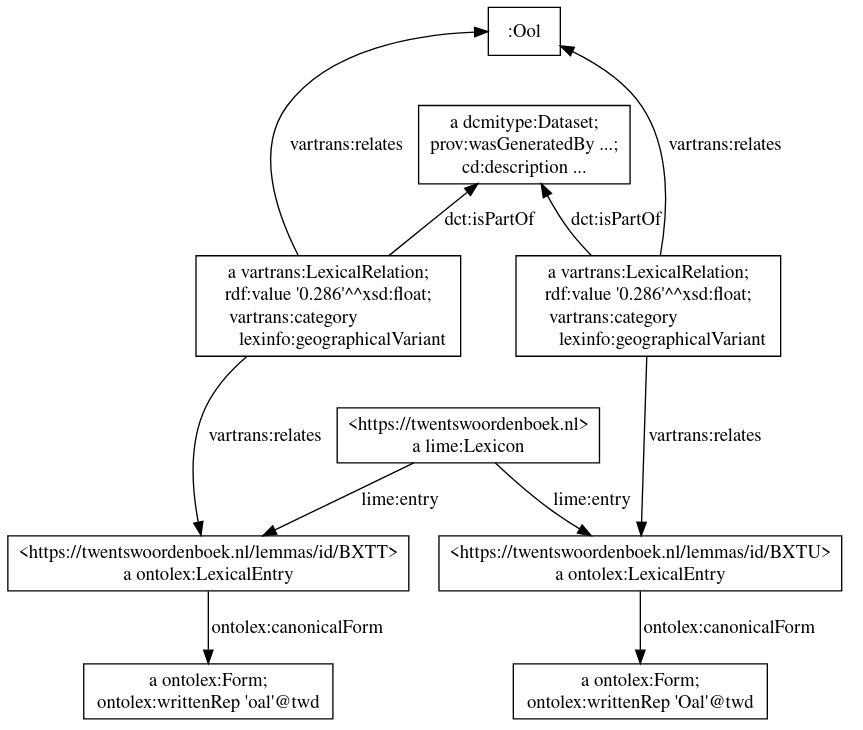 :Ool
vartrans:relates
vartrans:relates
a dcmitype:Dataset;
prov:wasGeneratedBy ...;
cd:description ...
dct:isPartOf
dct:isPartOf
a vartrans:LexicalRelation;
rdf:value '0.286'^^xsd:float;
vartrans:category
lexinfo:geographicalVariant
a vartrans:LexicalRelation;
rdf:value '0.286'^^xsd:float;
vartrans:category
lexinfo:geographicalVariant
vartrans:relates
<https://twentswoordenboek.nl>
a lime:Lexicon
vartrans:relates
lime:entry
lime:entry
<https://twentswoordenboek.nl/lemmas/id/BXTT>
a ontolex:LexicalEntry
<https://twentswoordenboek.nl/lemmas/id/BXTU>
a ontolex:LexicalEntry
ontolex:canonicalForm
ontolex:canonicalForm
a ontolex:Form;
ontolex:writtenRep 'oal'@twd
a ontolex:Form;
ontolex:writtenRep 'Oal'@twd